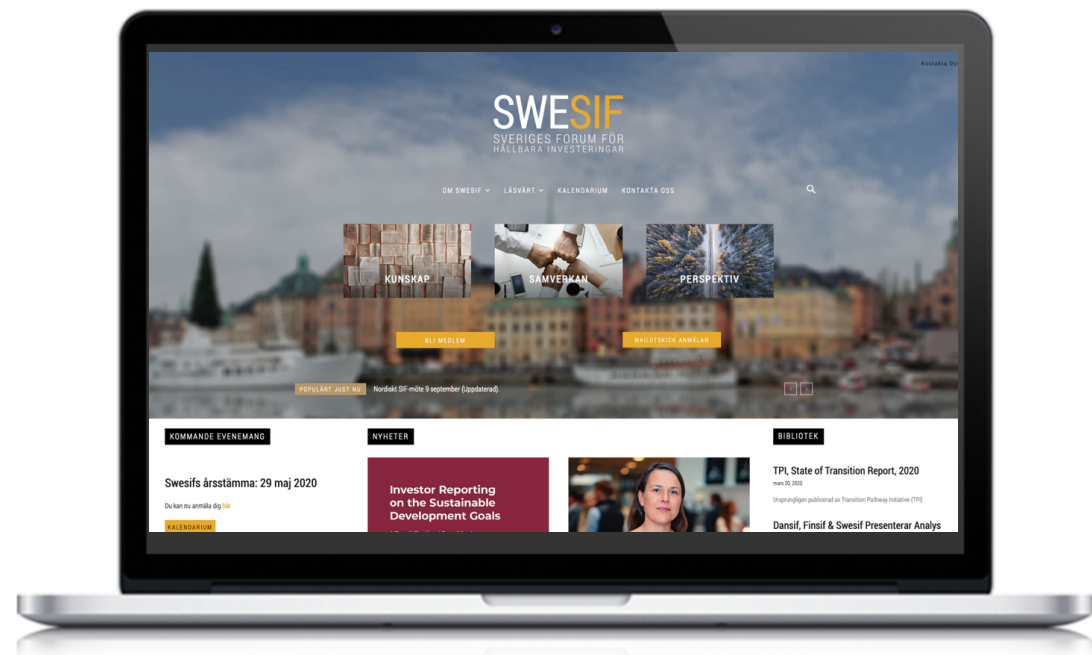 Kontakta Oss
SWESIF
SVERIGES FORUM FÖR
HÅLLBARA INVESTERINGAR
OM SWESIF
LÄSVÄRT
KALENDARIUM
KONTAKTA OSS
KUNSKAP
SAMVERKAN
PERSPEKTIV
BLI MEDLEM
MAILUTSKICK ANMÄLAN
POPULÄRT JUST NU
Nordiskt SIF-möte 9 september (Uppdaterad).
KOMMANDE EVENEMANG
Swesifs årsstämma: 29 maj 2020
Du kan nu anmäla dig här
KALENDARIUM
NYHETER
Investor Reporting
on the Sustainable
Development Goals
BIBLIOTEK
TPI, State of Transition Report, 2020
mars 20, 2020
Ursprungligen publicerad av Transition Pathway Initiative (TPI)
Dansif, Finsif & Swesif Presenterar Analys